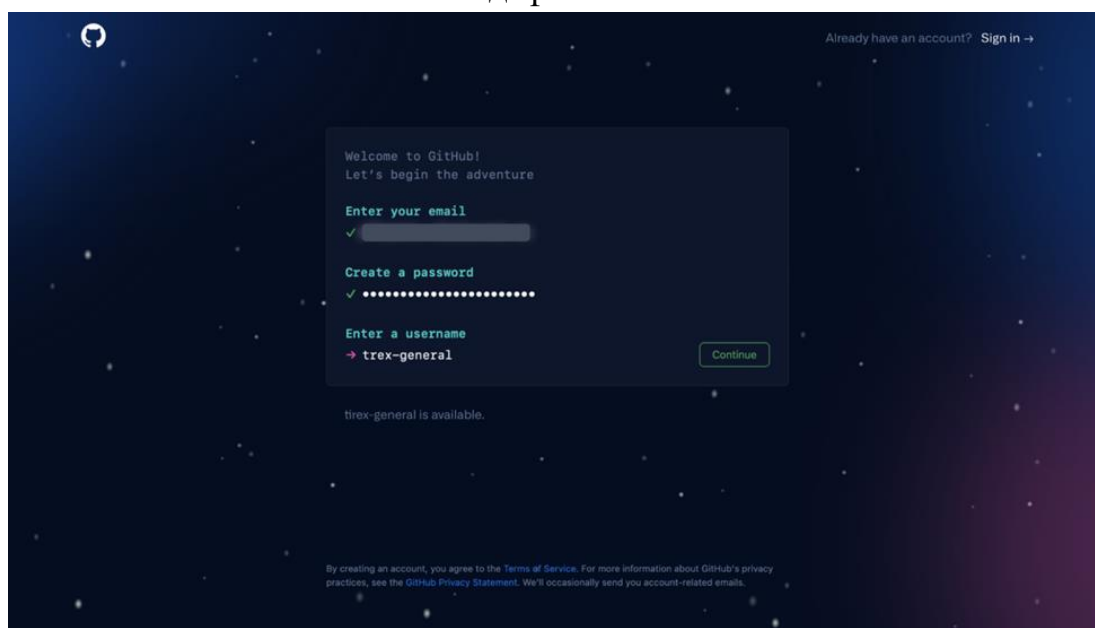 Already have an account? Sign in →
Welcome to GitHub!
Let's begin the adventure
Enter your email
Create a password
✓ •••••••••••••••••••••••
Enter a username
→ trex-general
Continue
tirex-general is available.
By creating an account, you agree to the Terms of Service. For more information about GitHub's privacy
practices, see the GitHub Privacy Statement. We'll occasionally send you account-related emails.